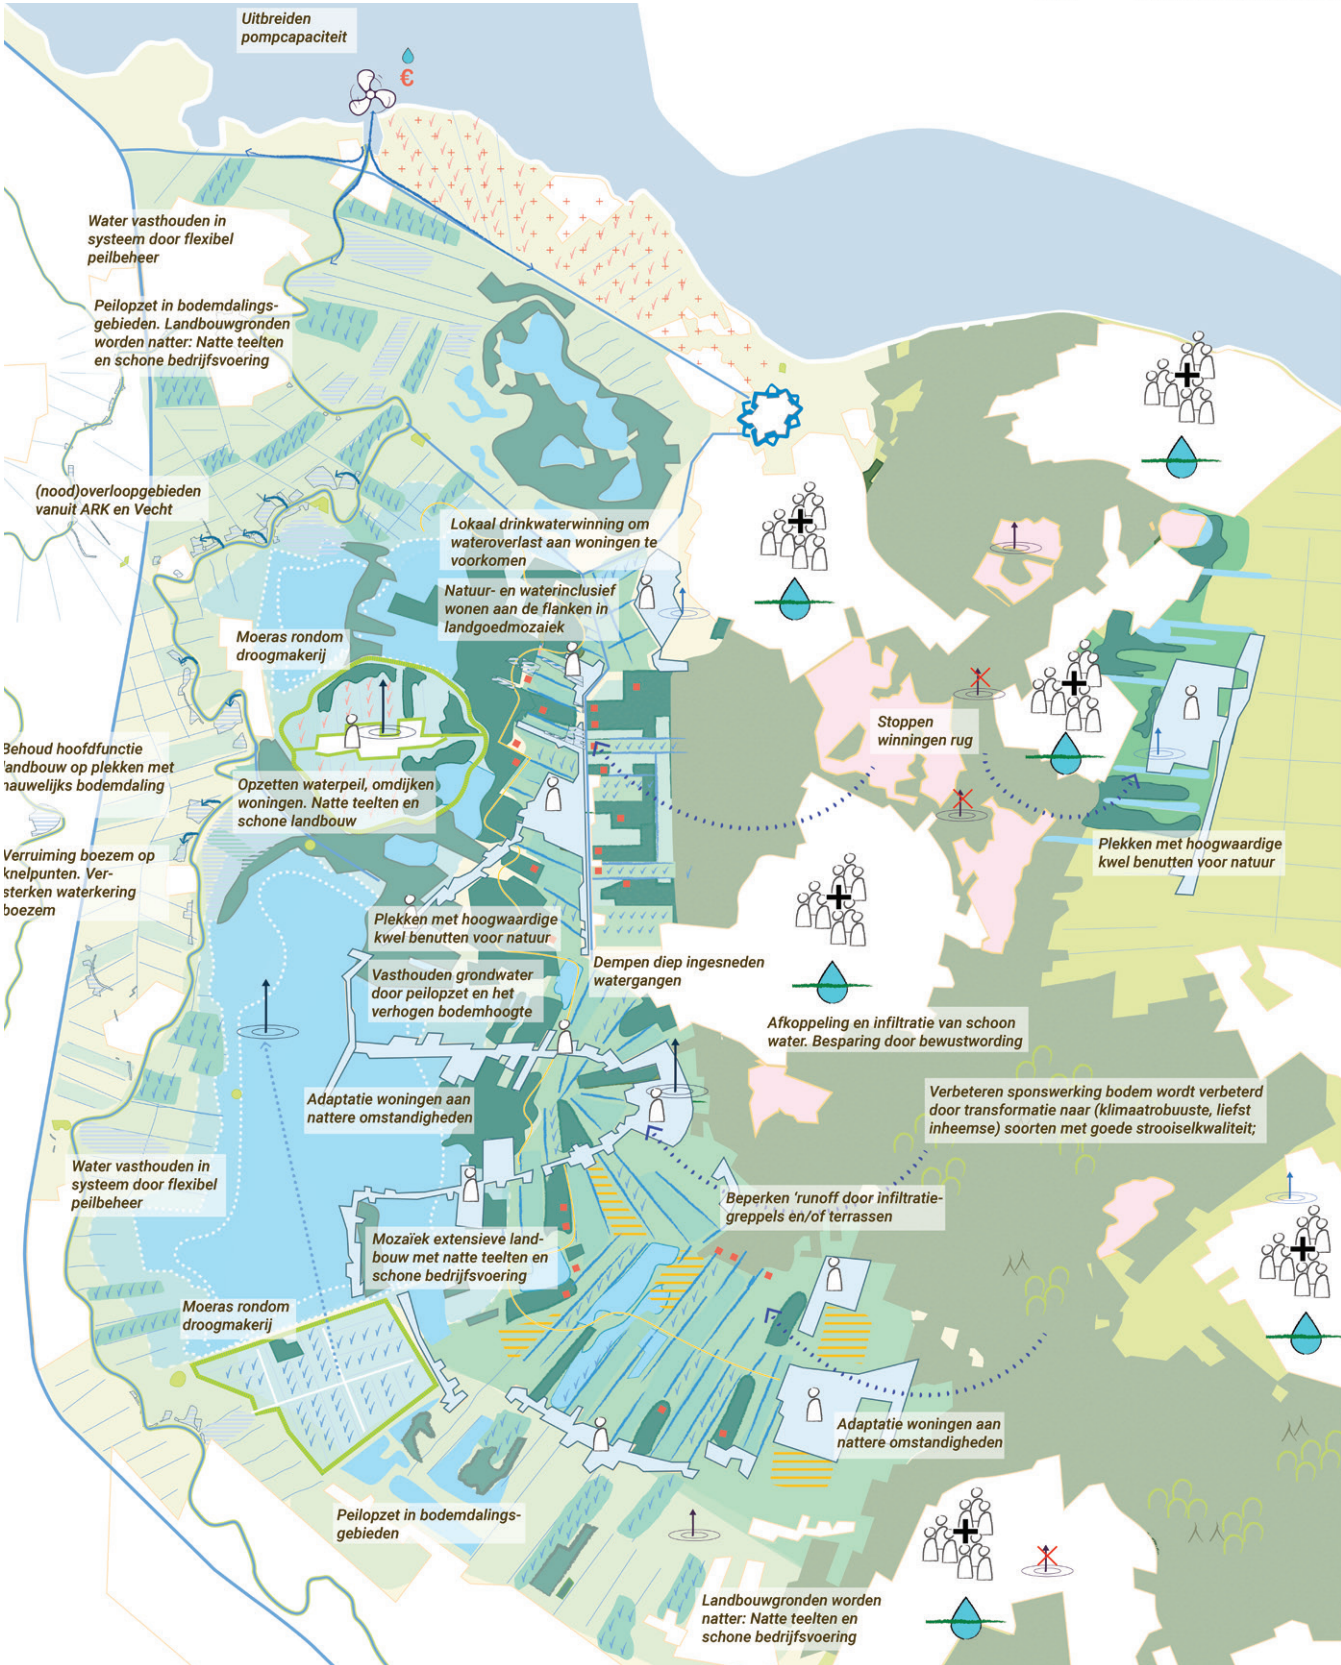 Uitbreiden
pompcapaciteit
€
Water vasthouden in
systeem door flexibel
peilbeheer
Peilopzet in bodemdalings-
gebieden. Landbouwgronden
worden natter: Natte teelten
en schone bedrijfsvoering
(nood)overloopgebieden
vanuit ARK en Vecht
Lokaal drinkwaterwinning om
wateroverlast aan woningen te
voorkomen
Natuur- en waterinclusief
wonen aan de flanken in
landgoedmozaiek
Moeras rondom
droogmakerij
Stoppen
winningen rug
Behoud hoofdfunctie
landbouw op plekken met
nauwelijks bodemdaling
Opzetten waterpeil, omdijken
woningen. Natte teelten en
schone landbouw
Plekken met hoogwaardige
kwel benutten voor natuur
Verruiming boezem op
knelpunten. Ver-
sterken waterkering
boezem
Plekken met hoogwaardige
kwel benutten voor natuur
Vasthouden grondwater
door peilopzet en het
verhogen bodemhoogte
Dempen diep ingesneden
watergangen
Afkoppeling en infiltratie van schoon
water. Besparing door bewustwording
Adaptatie woningen aan
nattere omstandigheden
Verbeteren sponswerking bodem wordt verbeterd
door transformatie naar (klimaatrobuuste, liefst
inheemse) soorten met goede strooiselkwaliteit;
Water vasthouden in
systeem door flexibel
peilbeheer
Beperken 'runoff door infiltratie-
greppels en/of terrassen
Mozaïek extensieve land-
bouw met natte teelten en
schone bedrijfsvoering
Moeras rondom
droogmakerij
Adaptatie woningen aan
nattere omstandigheden
Peilopzet in bodemdalings-
gebieden
Landbouwgronden worden
natter: Natte teelten en
schone bedrijfsvoering